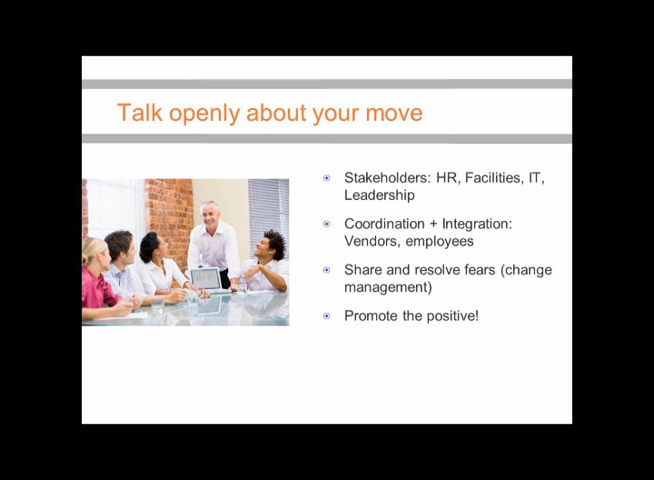 Talk openly about your move
Stakeholders: HR, Facilities, IT,
Leadership
Coordination + Integration:
Vendors, employees
Share and resolve fears (change
management)
Promote the positive!